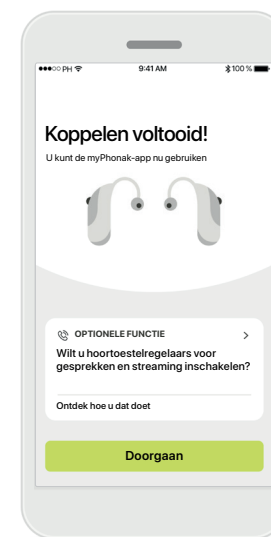 PH 9:41 AM 100 %
Koppelen voltooid!
U kunt de myPhonak-app nu gebruiken
OPTIONELE FUNCTIE
Wilt u hoortoestelregelaars voor
gesprekken en streaming inschakelen?
Ontdek hoe u dat doet
Doorgaan